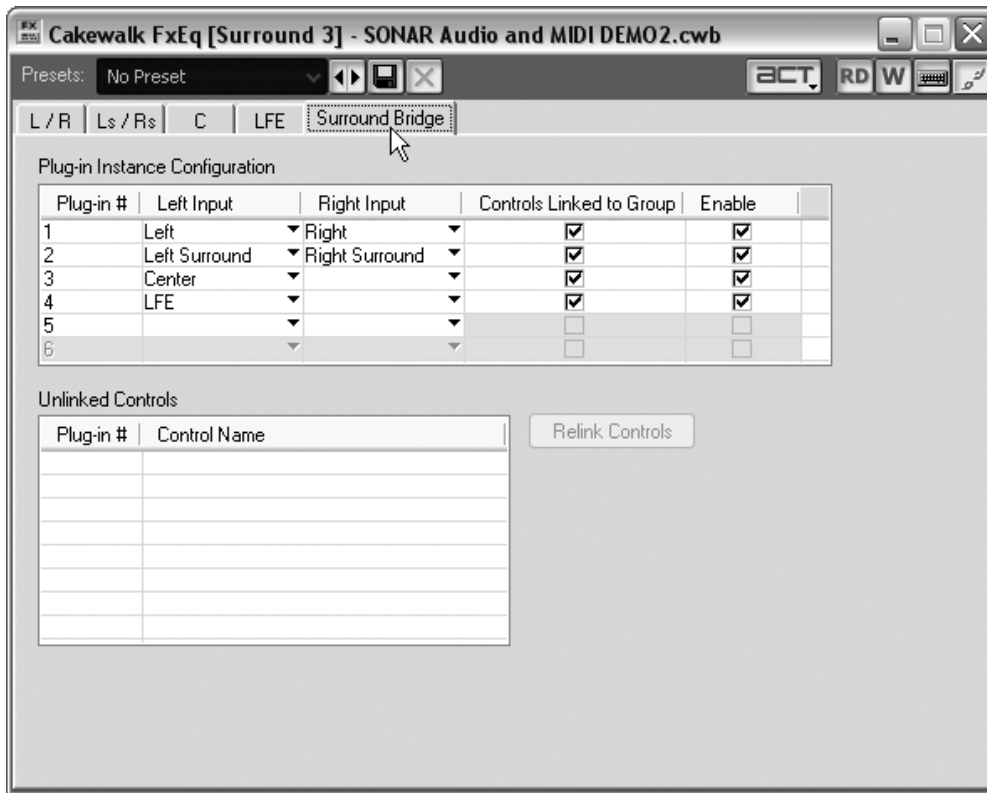 FX
Cakewalk FxEq [Surround 3] - SONAR Audio and MIDI DEMO2.cwb
Presets: No Preset
ACT RD W
L / R Ls / Rs C LFE Surround Bridge
Plug-in Instance Configuration
Plug-in # Left Input Right Input Controls Linked to Group Enable
1 Left Right
2 Left Surround Right Surround
3 Center
4 LFE
5
6
Unlinked Controls
Plug-in # Control Name
Relink Controls